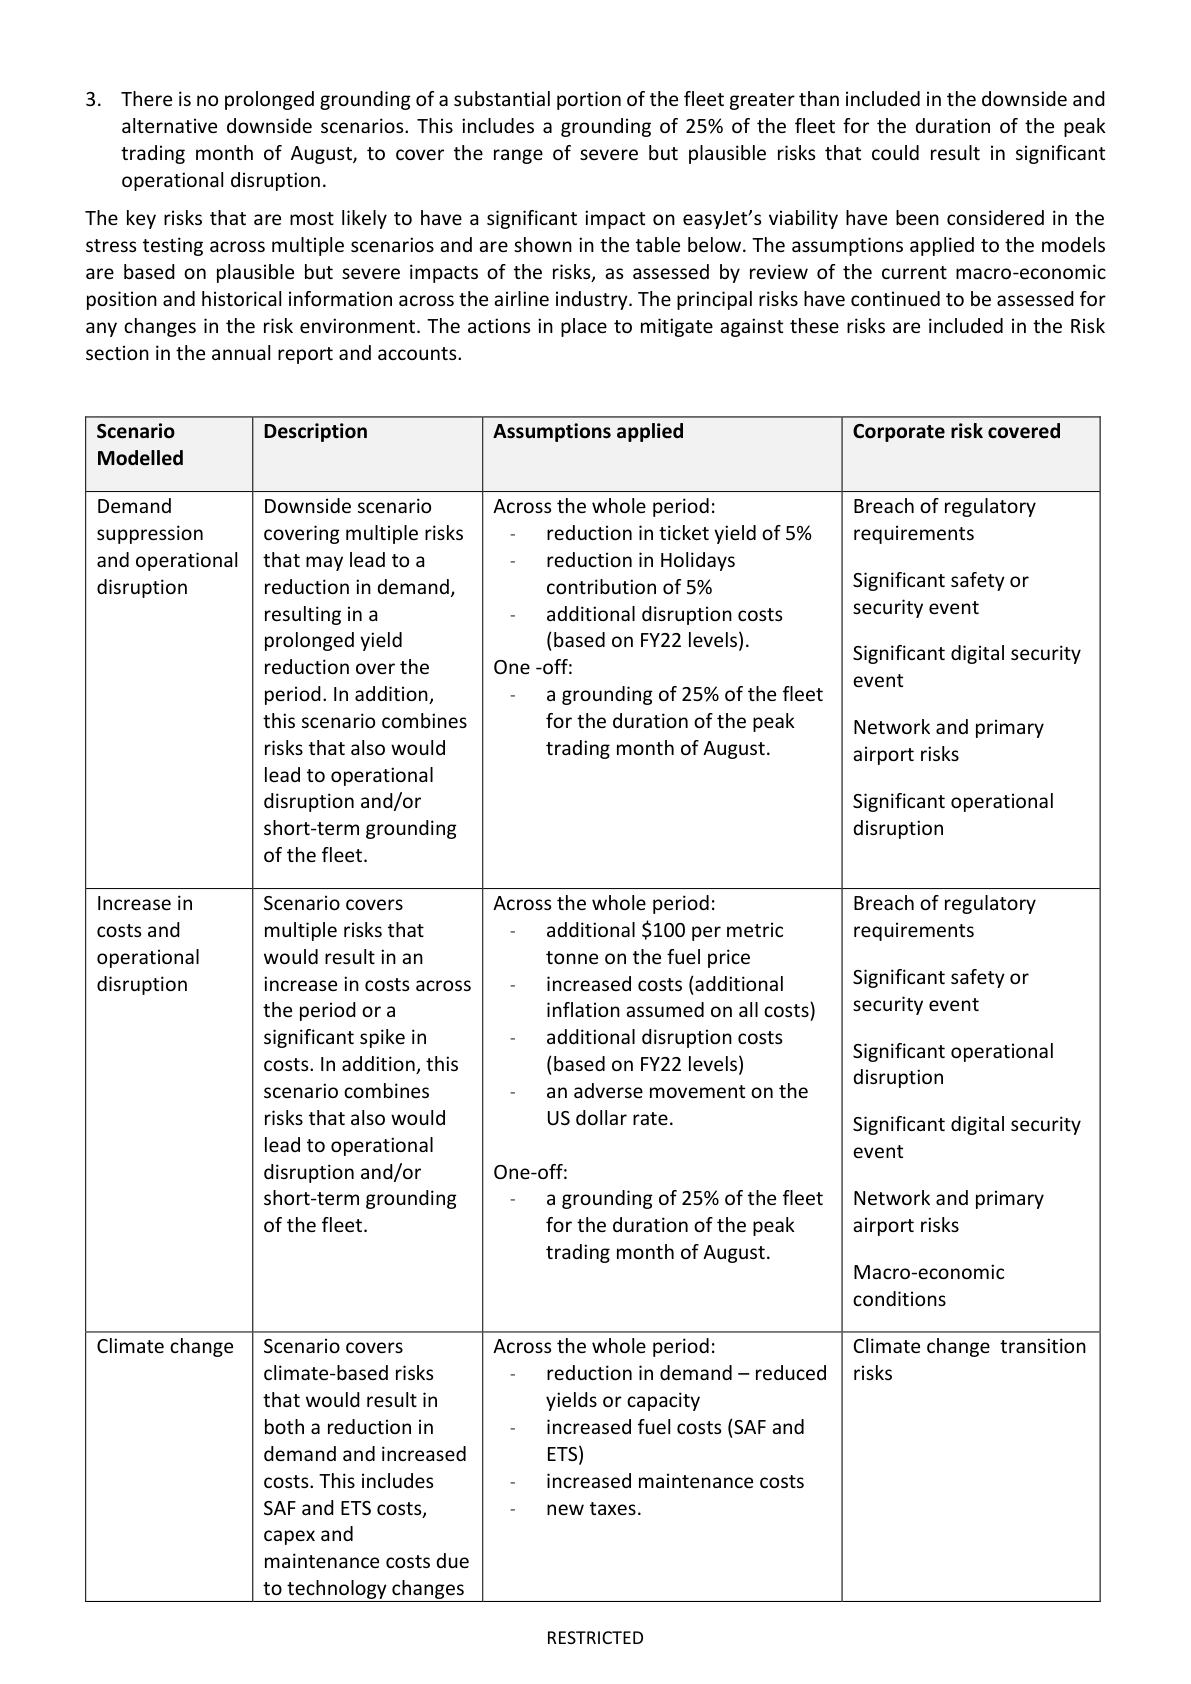 3. There is no prolonged grounding of a substantial portion of the fleet greater than included in the downside and
alternative downside scenarios. This includes a grounding of 25% of the fleet for the duration of the peak
trading month of August, to cover the range of severe but plausible risks that could result in significant
operational disruption.
The key risks that are most likely to have a significant impact on easyJet’s viability have been considered in the
stress testing across multiple scenarios and are shown in the table below. The assumptions applied to the models
are based on plausible but severe impacts of the risks, as assessed by review of the current macro-economic
position and historical information across the airline industry. The principal risks have continued to be assessed for
any changes in the risk environment. The actions in place to mitigate against these risks are included in the Risk
section in the annual report and accounts.
Scenario
Modelled
Description
Assumptions applied
Corporate risk covered
Demand
suppression
and operational
disruption
Downside scenario
covering multiple risks
that may lead to a
reduction in demand,
resulting in a
prolonged yield
reduction over the
period. In addition,
this scenario combines
risks that also would
lead to operational
disruption and/or
short-term grounding
of the fleet.
Across the whole period:
- reduction in ticket yield of 5%
- reduction in Holidays
contribution of 5%
- additional disruption costs
(based on FY22 levels).
One -off:
- a grounding of 25% of the fleet
for the duration of the peak
trading month of August.
Breach of regulatory
requirements
Significant safety or
security event
Significant digital security
event
Network and primary
airport risks
Significant operational
disruption
Increase in
costs and
operational
disruption
Scenario covers
multiple risks that
would result in an
increase in costs across
the period or a
significant spike in
costs. In addition, this
scenario combines
risks that also would
lead to operational
disruption and/or
short-term grounding
of the fleet.
Across the whole period:
- additional $100 per metric
tonne on the fuel price
- increased costs (additional
inflation assumed on all costs)
- additional disruption costs
(based on FY22 levels)
- an adverse movement on the
US dollar rate.
One-off:
- a grounding of 25% of the fleet
for the duration of the peak
trading month of August.
Breach of regulatory
requirements
Significant safety or
security event
Significant operational
disruption
Significant digital security
event
Network and primary
airport risks
Macro-economic
conditions
Climate change
Scenario covers
climate-based risks
that would result in
both a reduction in
demand and increased
costs. This includes
SAF and ETS costs,
capex and
maintenance costs due
to technology changes
Across the whole period:
- reduction in demand – reduced
yields or capacity
- increased fuel costs (SAF and
ETS)
- increased maintenance costs
- new taxes.
Climate change transition
risks
RESTRICTED